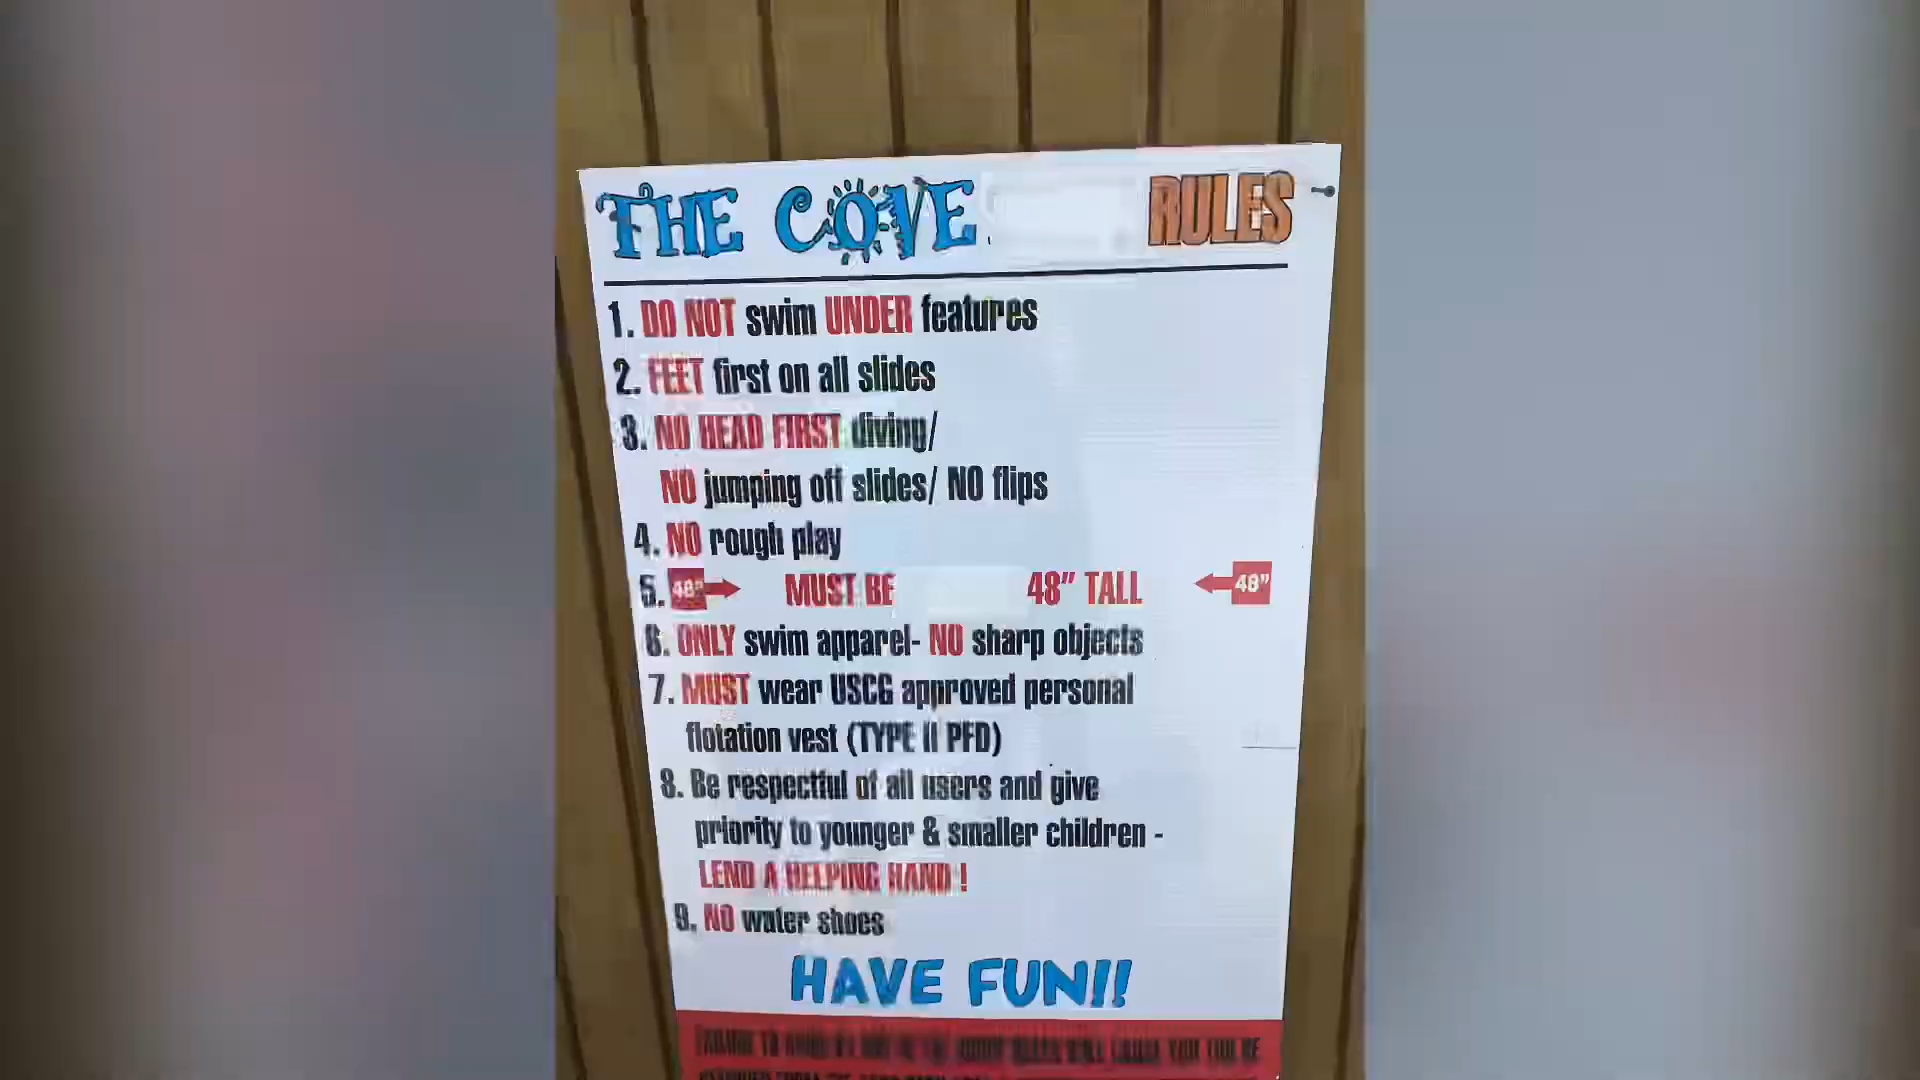 THE COVE RULES
1. DO NOT swim UNDER features
2. FEET first on all slides
3. NO HEAD FIRST diving/
NO jumping off slides/ NO flips
4. NO rough play
5. 48" MUST BE 48" TALL 48"
6. ONLY swim apparel- NO sharp objects
7. MUST wear USCG approved personal
flotation vest (TYPE II PFD)
8. Be respectful of all users and give
priority to younger & smaller children -
LEND A HELPING HAND !
9. NO water shoes
HAVE FUN!!